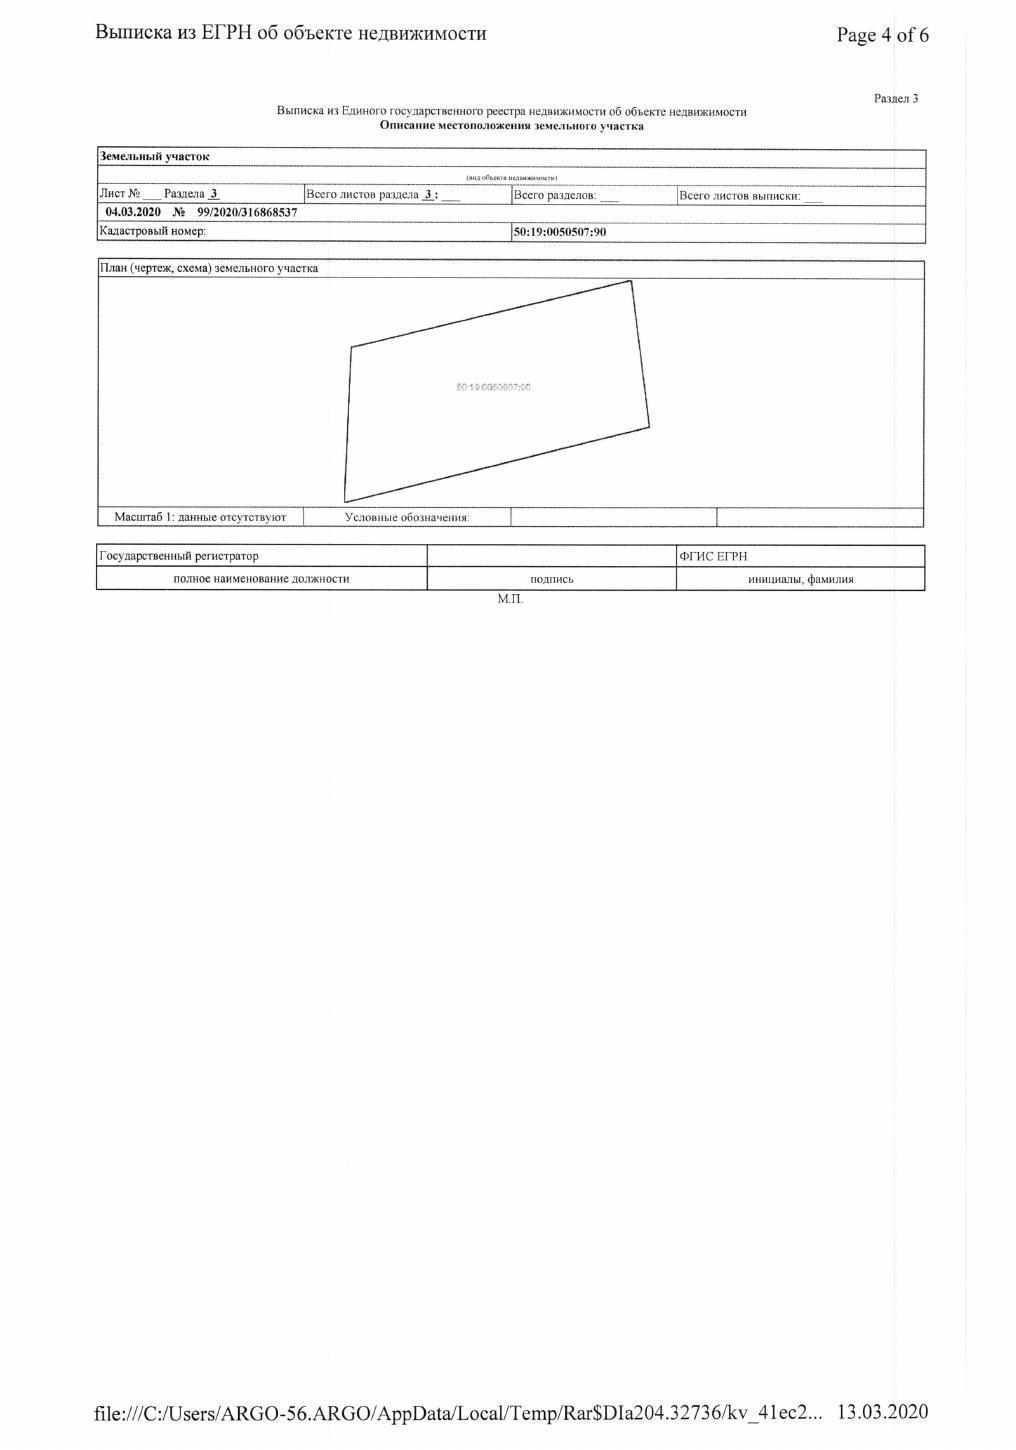 Выписка из ЕГРН об объекте недвижимости Page 4 of 6
Раздел 3
Выписка из Единого государственного реестра недвижимости об объекте недвижимости
Описание местоположения земельного участка
Земельный участок
(вид объекта недвижимости)
Лист № ___ Раздела 3 Всего листов раздела 3 : ___ Всего разделов: ___ Всего листов выписки: ___
04.03.2020 № 99/2020/316868537
Кадастровый номер: 50:19:0050507:90
План (чертеж, схема) земельного участка
50:19:0050507:90
Масштаб 1: данные отсутствуют Условные обозначения:
Государственный регистратор ФГИС ЕГРН
полное наименование должности подпись инициалы, фамилия
М.П.
file:///C:/Users/ARGO-56.ARGO/AppData/Local/Temp/Rar$DIa204.32736/kv_41ec2... 13.03.2020